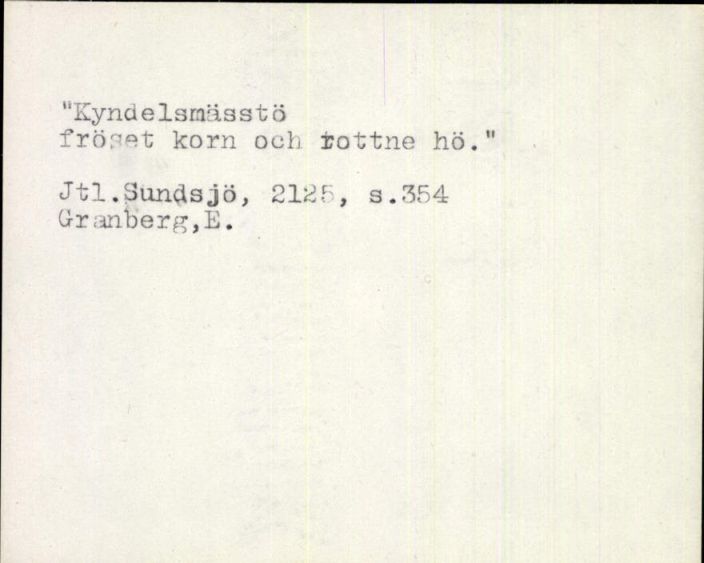 "Kyndelsmässtö
fröset korn och rottne hö."
Jtl.Sundsjö, 2125, s.354
Granberg,E.